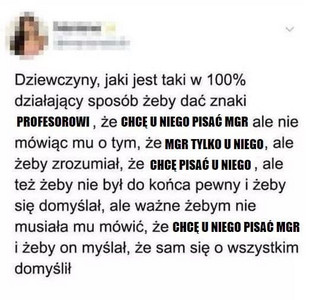 Dziewczyny, jaki jest taki w 100%
działający sposób żeby dać znaki
PROFESOROWI , że CHCĘ U NIEGO PISAĆ MGR ale nie
mówiąc mu o tym, że MGR TYLKO U NIEGO, ale
żeby zrozumiał, że CHCĘ PISAĆ U NIEGO , ale
też żeby nie był do końca pewny i żeby
się domyślał, ale ważne żebym nie
musiała mu mówić, że CHCĘ U NIEGO PISAĆ MGR
i żeby on myślał, że sam się o wszystkim
domyślił